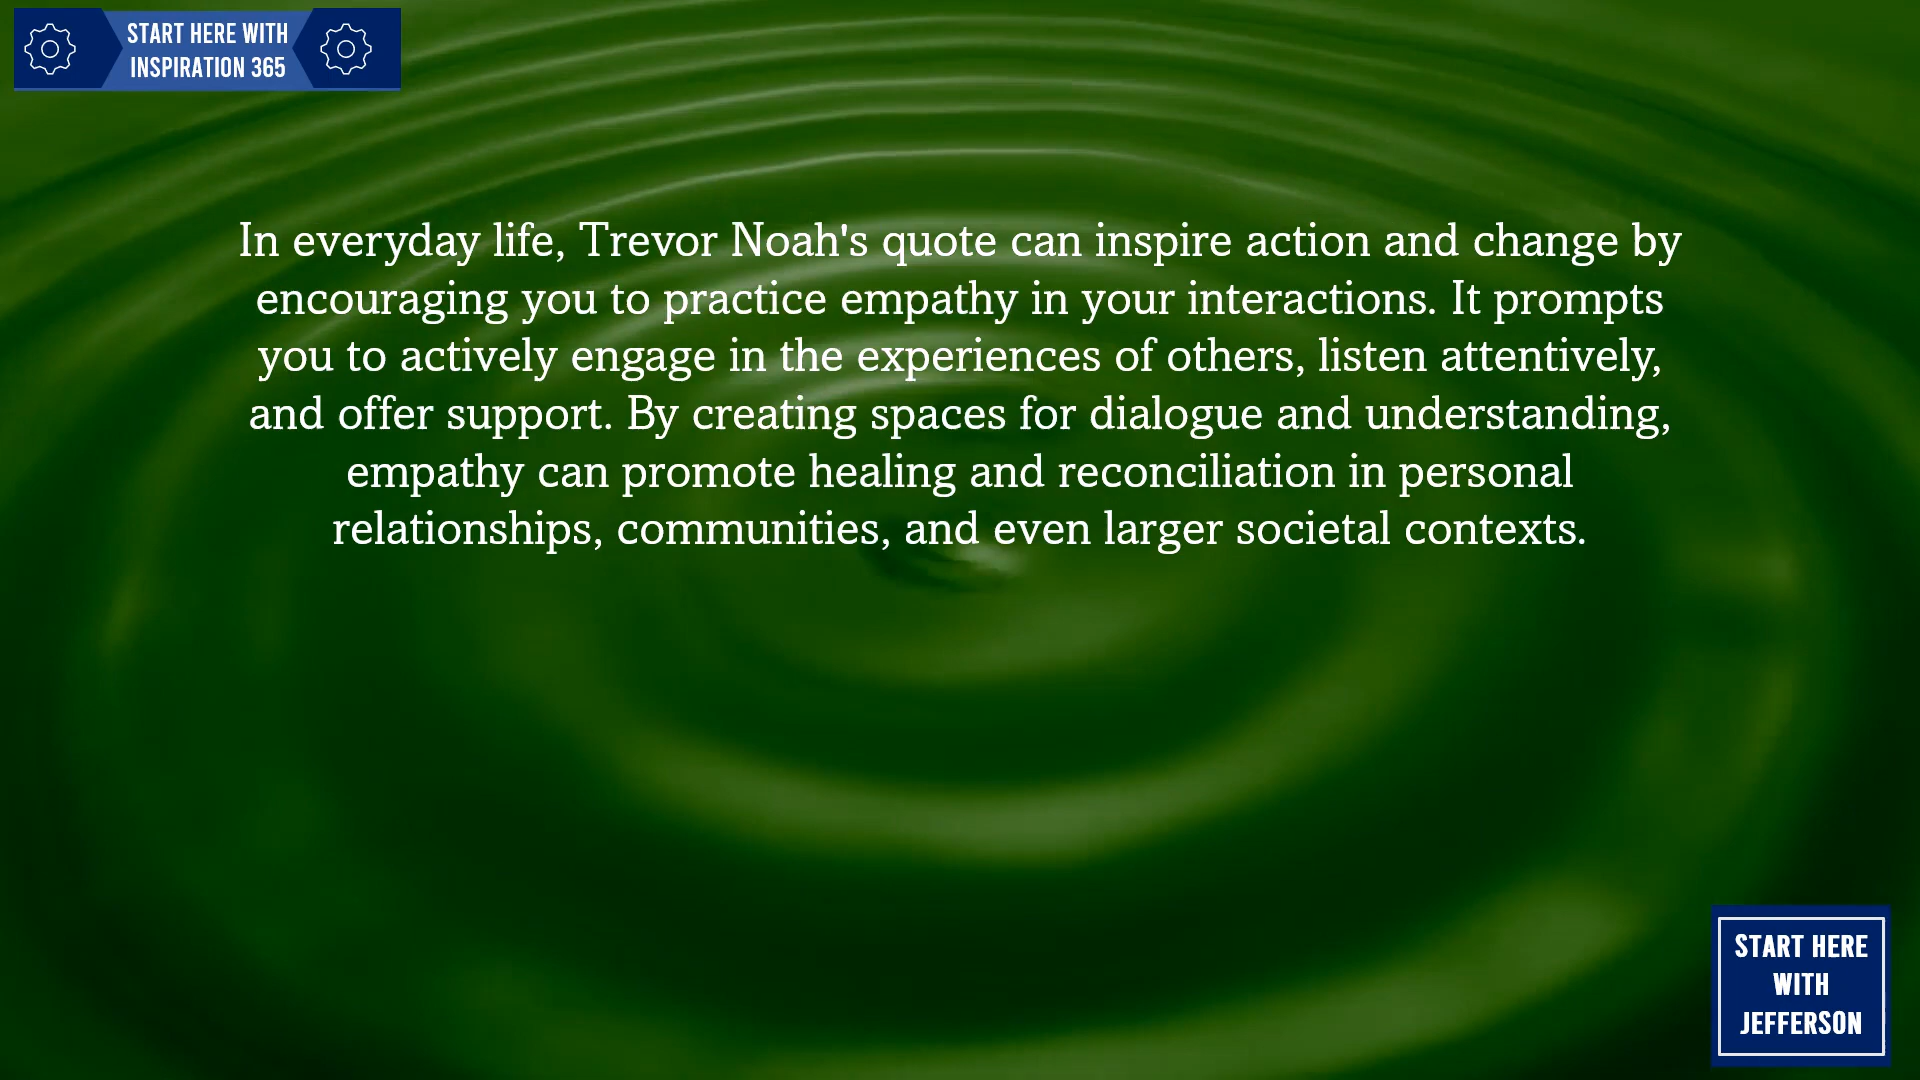 START HERE WITH
INSPIRATION 365
In everyday life, Trevor Noah's quote can inspire action and change by
encouraging you to practice empathy in your interactions. It prompts
you to actively engage in the experiences of others, listen attentively,
and offer support. By creating spaces for dialogue and understanding,
empathy can promote healing and reconciliation in personal
relationships, communities, and even larger societal contexts.
START HERE
WITH
JEFFERSON